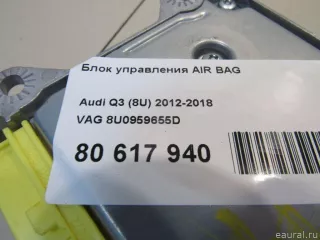 Блок управления AIR BAG
Audi Q3 (8U) 2012-2018
VAG 8U0959655D
80 617 940
eaural.ru